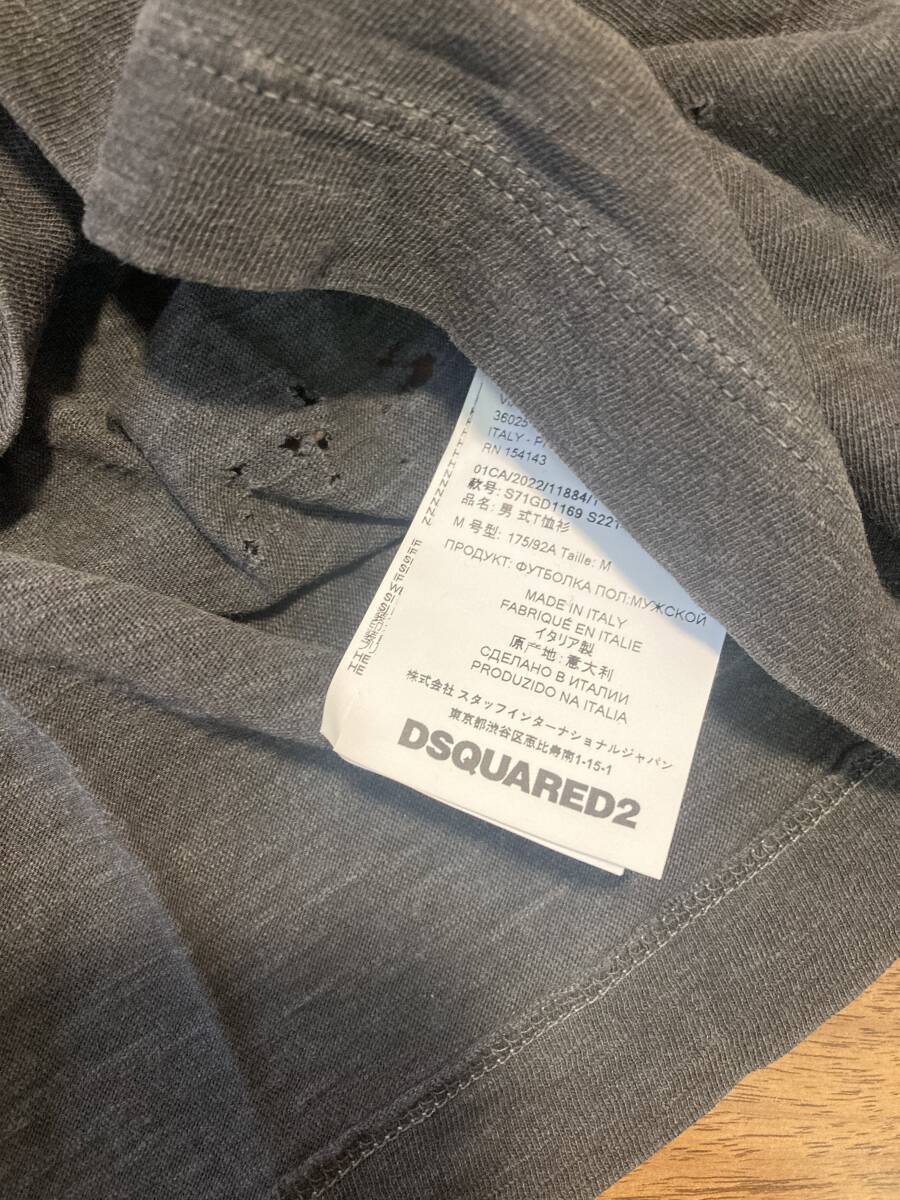 36025
ITALY - P
RN 154143
01CA/2022/11884/1
款号: S71GD1169 S221
品名: 男 式T恤衫
M 号型: 175/92A Taille: M
ПРОДУКТ: ФУТБОЛКА ПОЛ:МУЖСКОЙ
MADE IN ITALY
FABRIQUÉ EN ITALIE
イタリア製
原产地: 意大利
СДЕЛАНО В ИТАЛИИ
PRODUZIDO NA ITALIA
株式会社 スタッフインターナショナルジャパン
東京都渋谷区恵比寿南1-15-1
DSQUARED2